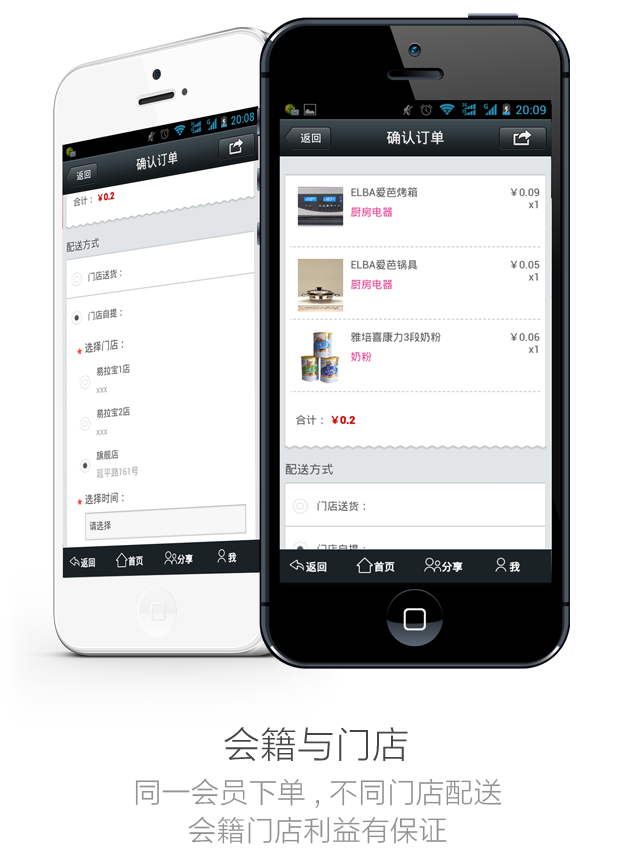 20:08
返回
确认订单
合计：￥0.2
配送方式
门店送货：
门店自提：
* 选择门店：
易拉宝1店
xxx
易拉宝2店
xxx
旗舰店
延平路161号
* 选择时间：
请选择
返回 首页 分享 我
20:09
返回
确认订单
ELBA爱芭烤箱 ￥0.09
厨房电器 x1
ELBA爱芭锅具 ￥0.05
厨房电器 x1
雅培喜康力3段奶粉 ￥0.06
奶粉 x1
合计：￥0.2
配送方式
门店送货：
门店自提：
返回 首页 分享 我
会籍与门店
同一会员下单，不同门店配送
会籍门店利益有保证